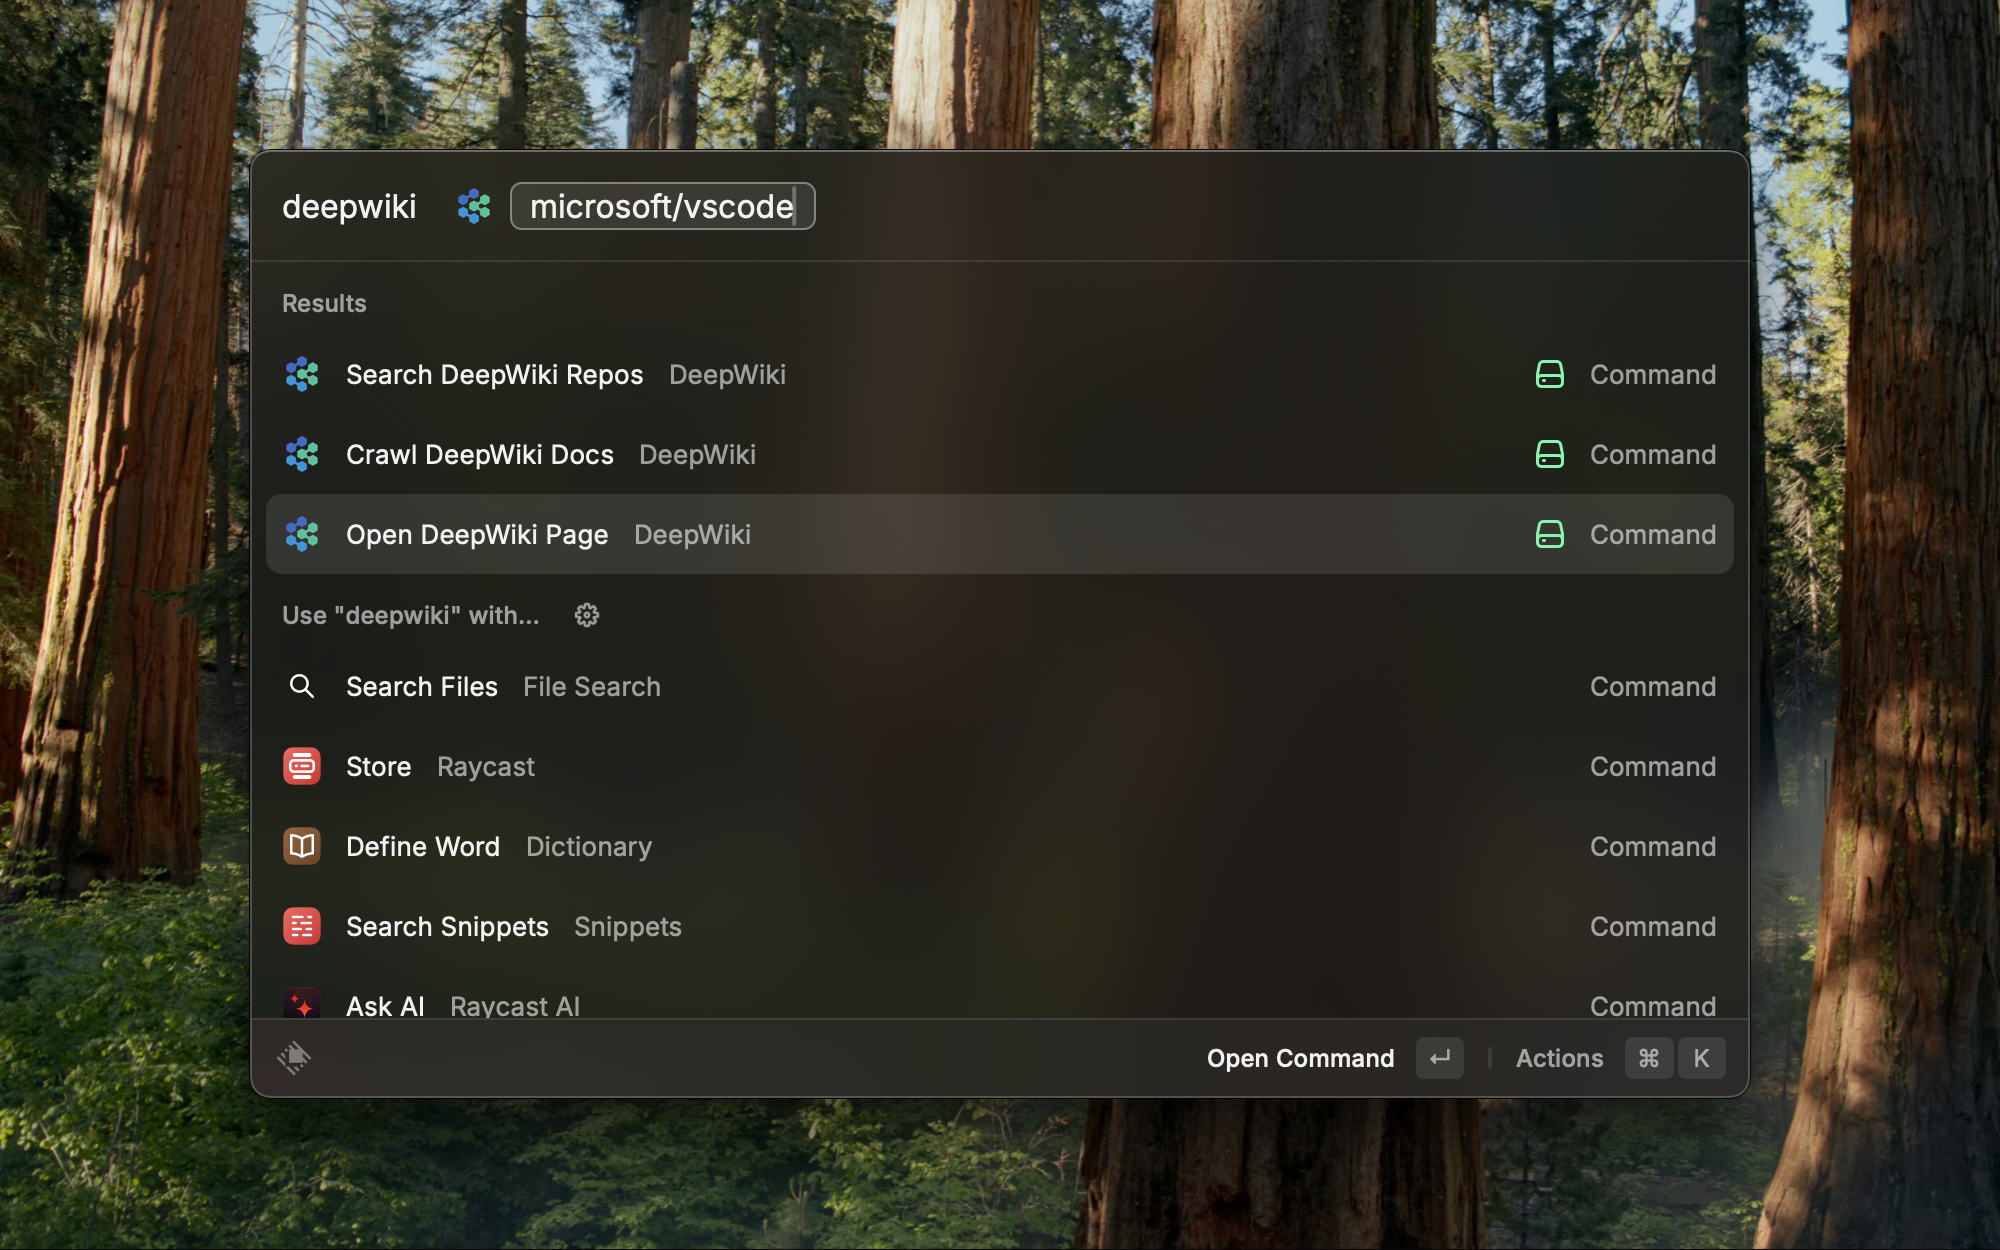 deepwiki microsoft/vscode
Results
Search DeepWiki Repos DeepWiki Command
Crawl DeepWiki Docs DeepWiki Command
Open DeepWiki Page DeepWiki Command
Use "deepwiki" with...
Search Files File Search Command
Store Raycast Command
Define Word Dictionary Command
Search Snippets Snippets Command
Ask AI Raycast AI Command
Open Command ↵ Actions ⌘ K